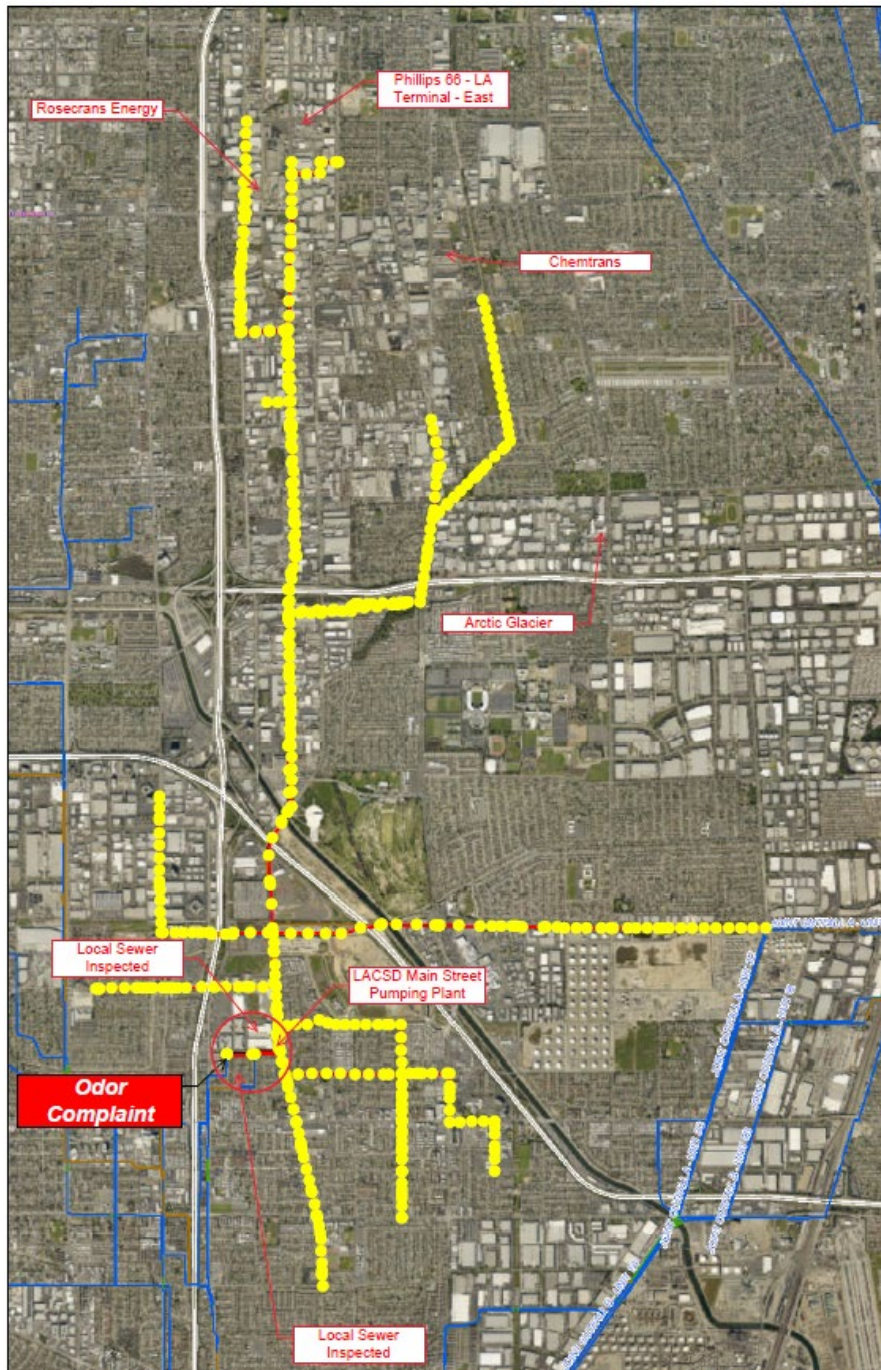 Phillips 66 - LA
Terminal - East
Rosecrans Energy
Chemtrans
Arctic Glacier
Local Sewer
Inspected
LACSD Main Street
Pumping Plant
Odor
Complaint
Local Sewer
Inspected